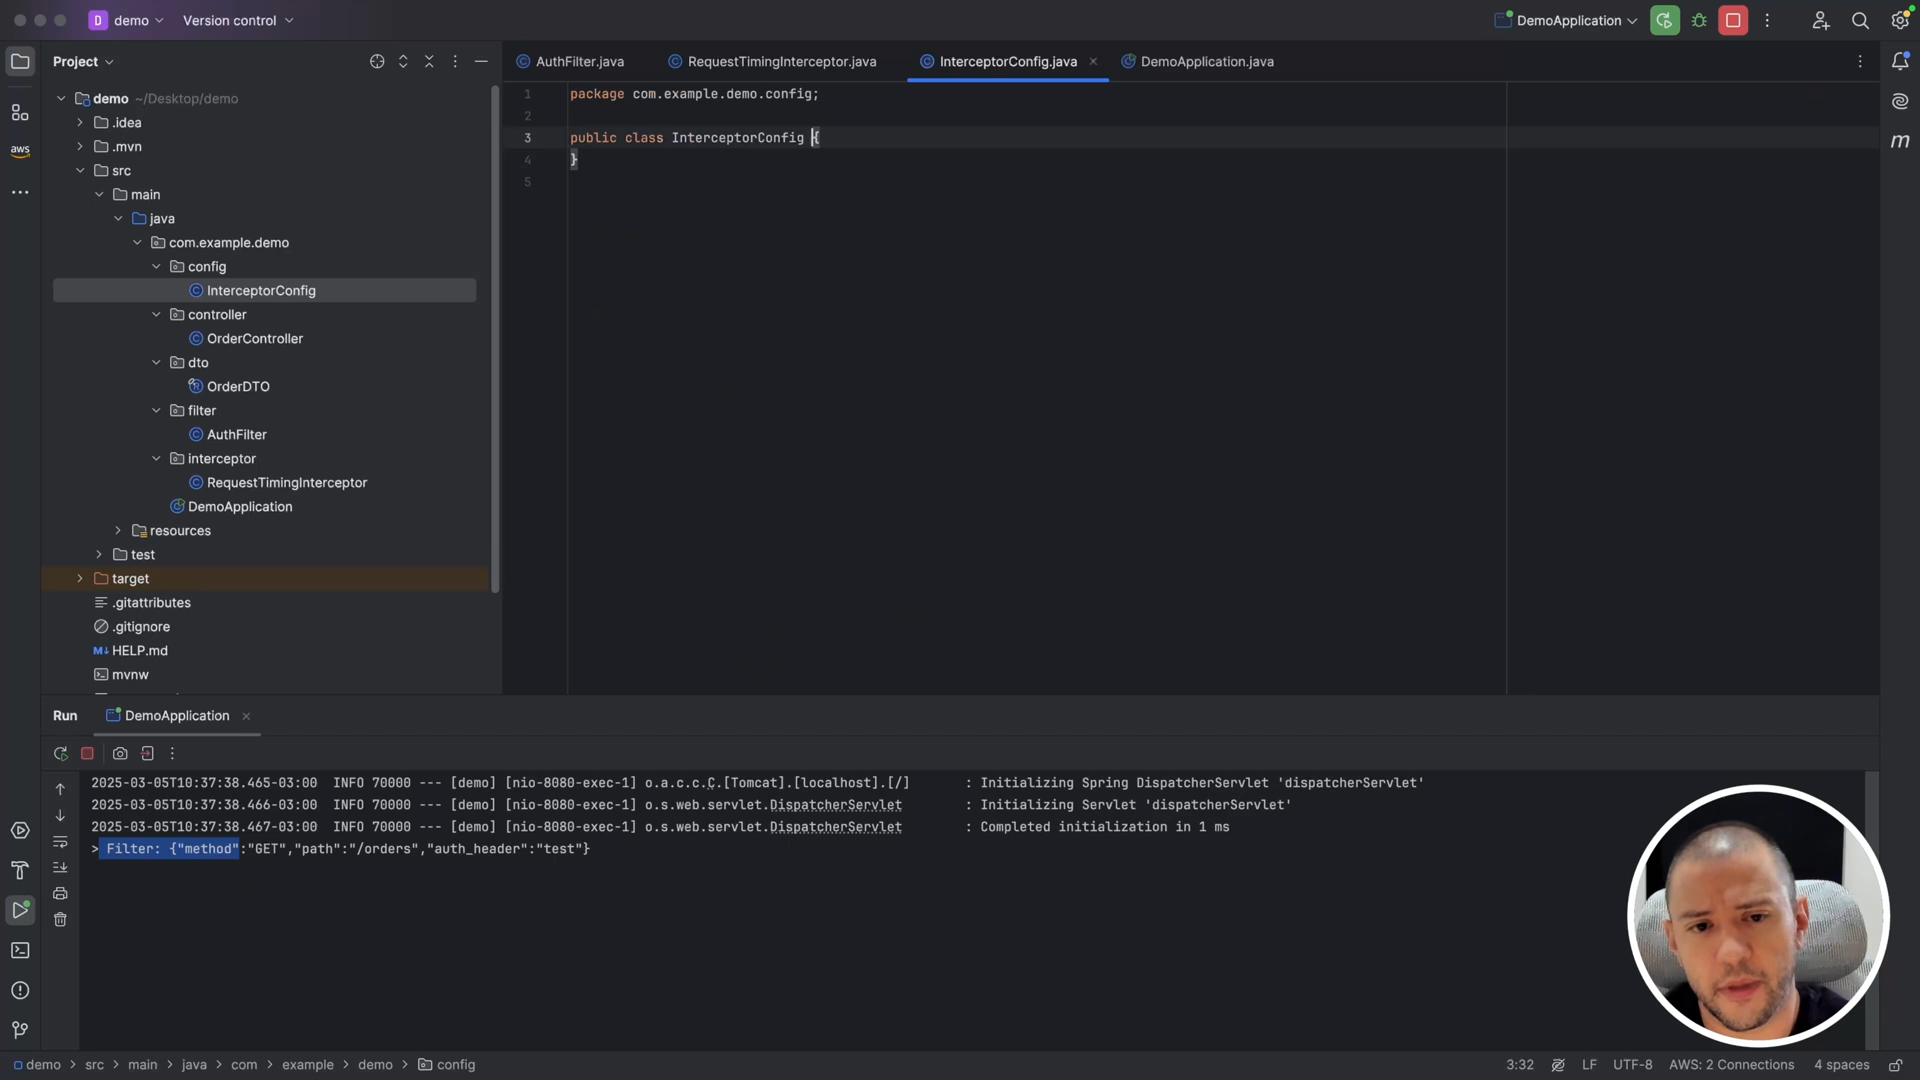 D demo Version control DemoApplication
Project
AuthFilter.java RequestTimingInterceptor.java InterceptorConfig.java DemoApplication.java
demo ~/Desktop/demo
.idea
.mvn
src
main
java
com.example.demo
config
InterceptorConfig
controller
OrderController
dto
OrderDTO
filter
AuthFilter
interceptor
RequestTimingInterceptor
DemoApplication
resources
test
target
.gitattributes
.gitignore
M↓ HELP.md
mvnw
aws
m
1 package com.example.demo.config;
2
3 public class InterceptorConfig {
4 }
5
Run DemoApplication
2025-03-05T10:37:38.465-03:00 INFO 70000 --- [demo] [nio-8080-exec-1] o.a.c.c.C.[Tomcat].[localhost].[/] : Initializing Spring DispatcherServlet 'dispatcherServlet'
2025-03-05T10:37:38.466-03:00 INFO 70000 --- [demo] [nio-8080-exec-1] o.s.web.servlet.DispatcherServlet : Initializing Servlet 'dispatcherServlet'
2025-03-05T10:37:38.467-03:00 INFO 70000 --- [demo] [nio-8080-exec-1] o.s.web.servlet.DispatcherServlet : Completed initialization in 1 ms
> Filter: {"method":"GET","path":"/orders","auth_header":"test"}
demo > src > main > java > com > example > demo > config
3:32 LF UTF-8 AWS: 2 Connections 4 spaces